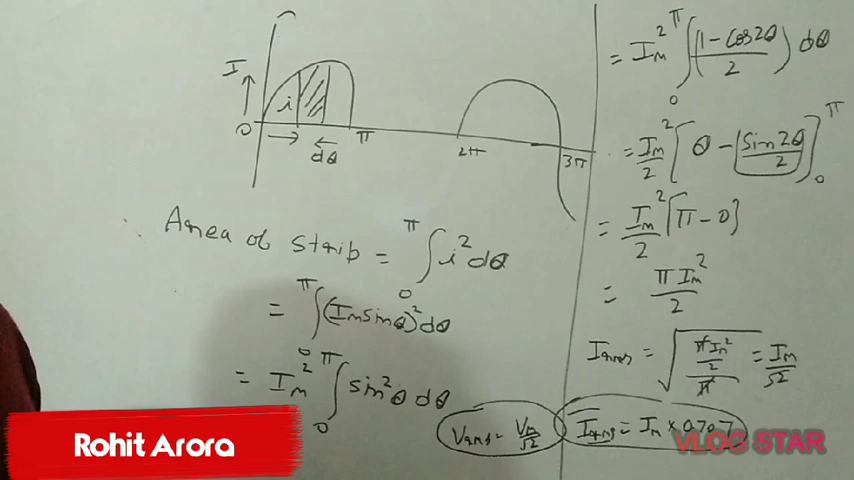 I
i
0
dθ
π
2π
3π
Area of strip = ∫₀^π i² dθ
= ∫₀^π (Im sinθ)² dθ
= Im² ∫₀^π sin²θ dθ
Vrms = Vm/√2
= Im² ∫₀^π (1-cos2θ/2) dθ
= Im²/2 [θ - (sin2θ/2)]₀^π
= Im²/2 [π-0]
= πIm²/2
Irms = √((πIm²/2)/π) = Im/√2
Irms = Im × 0.707
Rohit Arora
VLOG STAR